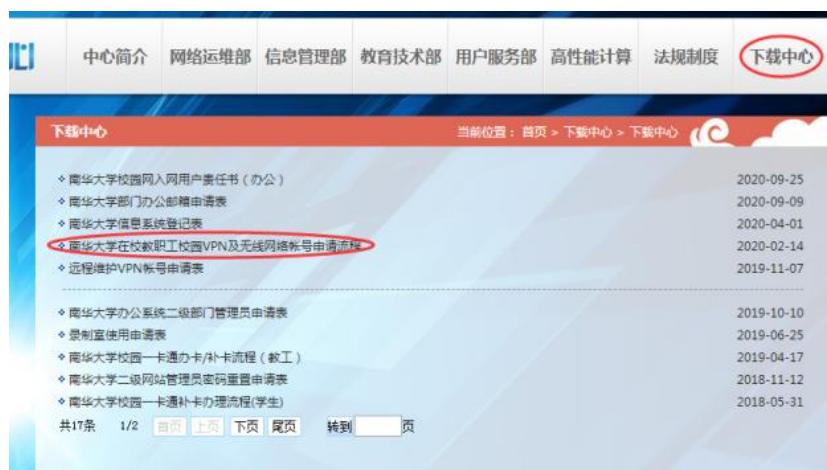 中心简介 网络运维部 信息管理部 教育技术部 用户服务部 高性能计算 法规制度 下载中心
下载中心 当前位置: 首页 > 下载中心 > 下载中心
南华大学校园网入网用户责任书(办公) 2020-09-25
南华大学部门办公邮箱申请表 2020-09-09
南华大学信息系统登记表 2020-04-01
南华大学在校教职工校园VPN及无线网络帐号申请流程 2020-02-14
远程维护VPN帐号申请表 2019-11-07
南华大学办公系统二级部门管理员申请表 2019-10-10
录制室使用申请表 2019-06-25
南华大学校园一卡通办卡/补卡流程(教工) 2019-04-17
南华大学二级网站管理员密码重置申请表 2018-11-12
南华大学校园一卡通补卡办理流程(学生) 2018-05-31
共17条 1/2 首页 上页 下页 尾页 转到 页